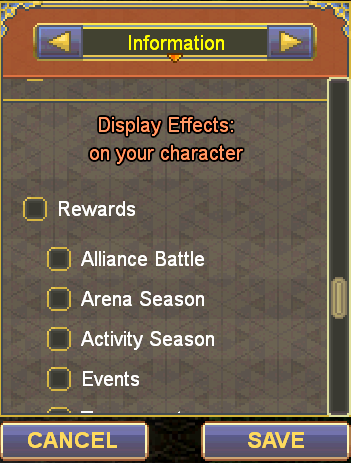 Information
Display Effects:
on your character
Rewards
Alliance Battle
Arena Season
Activity Season
Events
CANCEL
SAVE